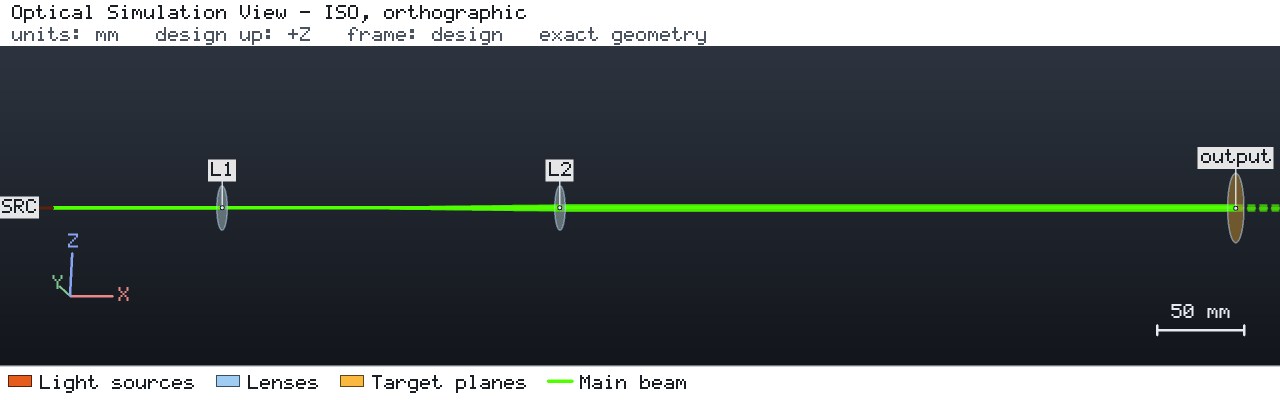 Optical Simulation View - ISO, orthographic
units: mm   design up: +Z   frame: design   exact geometry
L1
L2
output
SRC
Z
Y
X
50 mm
Light sources
Lenses
Target planes
Main beam